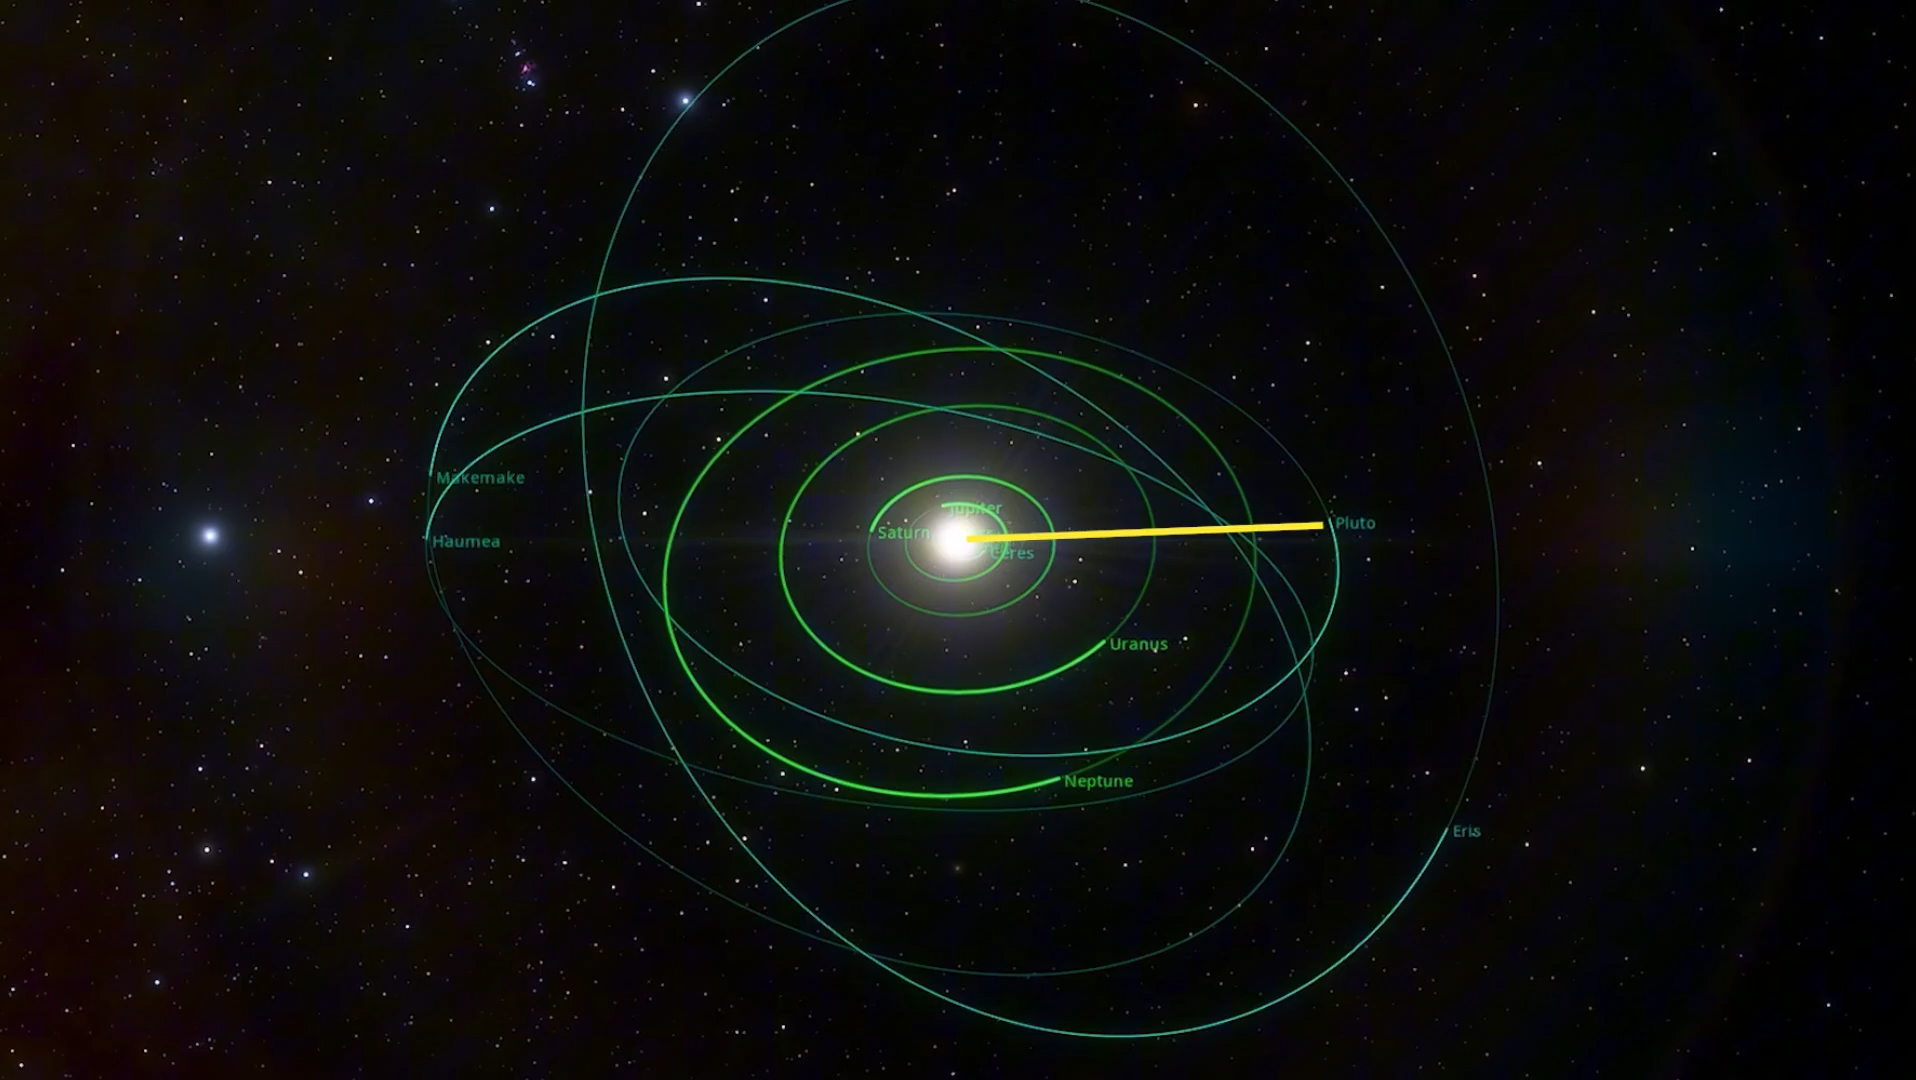 Makemake
Jupiter
Pluto
Saturn
Haumea
Ceres
Uranus
Neptune
Eris